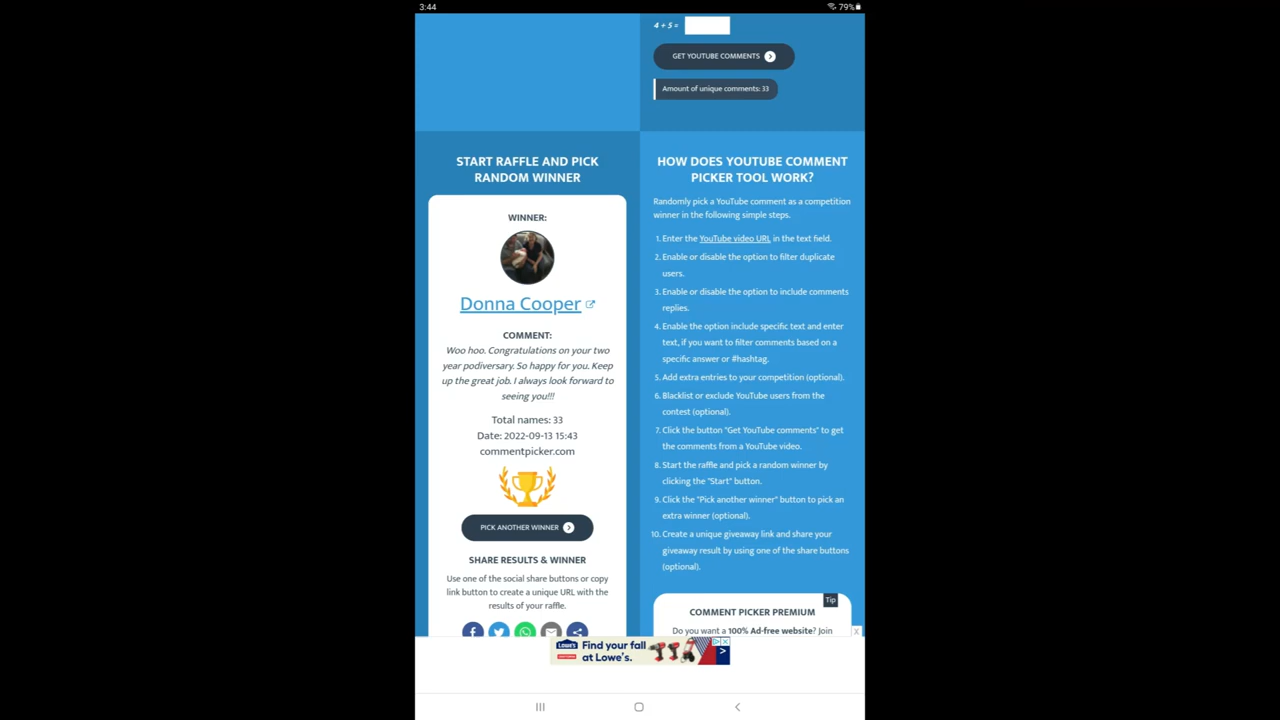 3:44
79%
4 + 5 =
GET YOUTUBE COMMENTS
Amount of unique comments: 33
START RAFFLE AND PICK
RANDOM WINNER
WINNER:
Donna Cooper
COMMENT:
Woo hoo. Congratulations on your two
year podiversary. So happy for you. Keep
up the great job. I always look forward to
seeing you!!!
Total names: 33
Date: 2022-09-13 15:43
commentpicker.com
PICK ANOTHER WINNER
SHARE RESULTS & WINNER
Use one of the social share buttons or copy
link button to create a unique URL with the
results of your raffle.
HOW DOES YOUTUBE COMMENT
PICKER TOOL WORK?
Randomly pick a YouTube comment as a competition
winner in the following simple steps.
1. Enter the YouTube video URL in the text field.
2. Enable or disable the option to filter duplicate
users.
3. Enable or disable the option to include comments
replies.
4. Enable the option include specific text and enter
text, if you want to filter comments based on a
specific answer or #hashtag.
5. Add extra entries to your competition (optional).
6. Blacklist or exclude YouTube users from the
contest (optional).
7. Click the button "Get YouTube comments" to get
the comments from a YouTube video.
8. Start the raffle and pick a random winner by
clicking the "Start" button.
9. Click the "Pick another winner" button to pick an
extra winner (optional).
10. Create a unique giveaway link and share your
giveaway result by using one of the share buttons
(optional).
Tip
COMMENT PICKER PREMIUM
Do you want a 100% Ad-free website? Join
X
LOWE'S
Find your fall
at Lowe's.